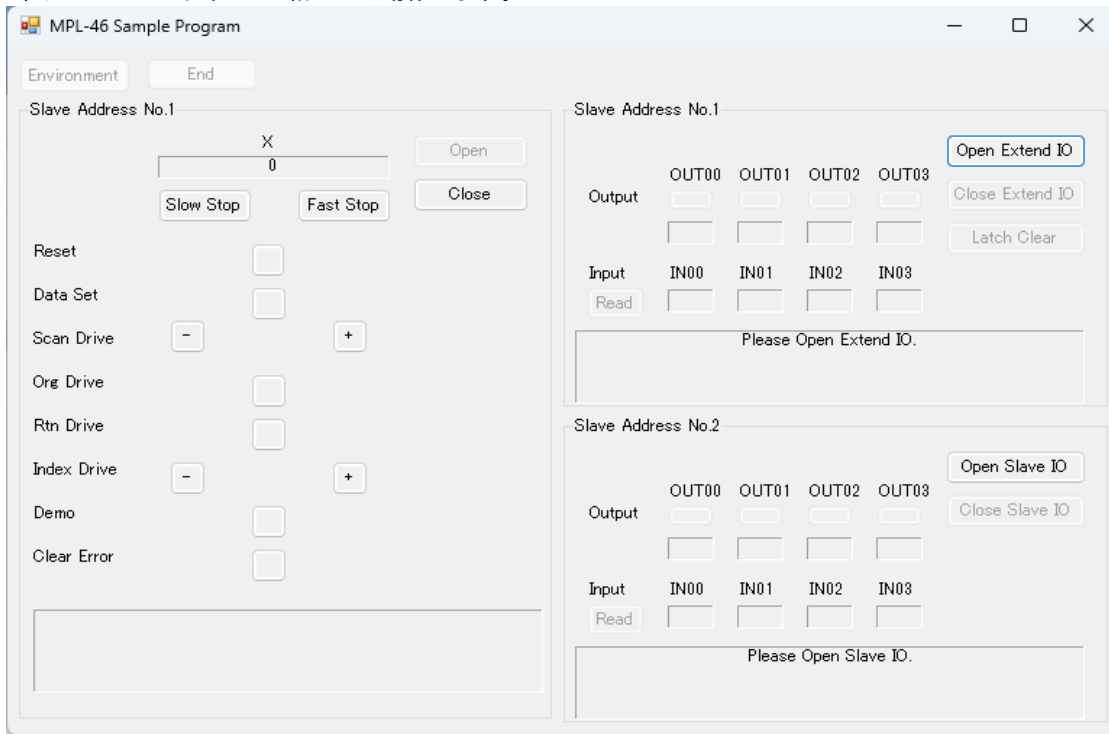 MPL-46 Sample Program
Environment End
Slave Address No.1
X
0
Open
Close
Slow Stop Fast Stop
Reset
Data Set
Scan Drive - +
Org Drive
Rtn Drive
Index Drive - +
Demo
Clear Error
Slave Address No.1
Open Extend IO
OUT00 OUT01 OUT02 OUT03
Output
Close Extend IO
Latch Clear
Input IN00 IN01 IN02 IN03
Read
Please Open Extend IO.
Slave Address No.2
Open Slave IO
OUT00 OUT01 OUT02 OUT03
Output
Close Slave IO
Input IN00 IN01 IN02 IN03
Read
Please Open Slave IO.